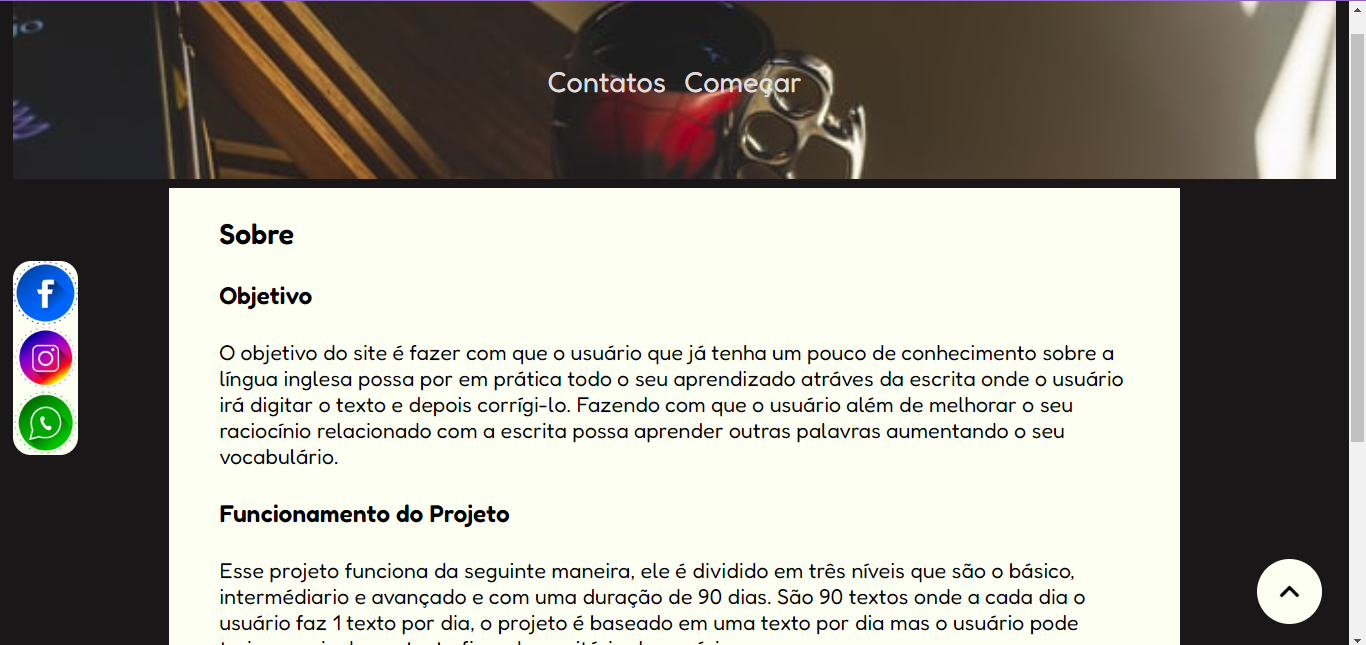 Contatos Começar
Sobre
Objetivo
O objetivo do site é fazer com que o usuário que já tenha um pouco de conhecimento sobre a
língua inglesa possa por em prática todo o seu aprendizado atráves da escrita onde o usuário
irá digitar o texto e depois corrígi-lo. Fazendo com que o usuário além de melhorar o seu
raciocínio relacionado com a escrita possa aprender outras palavras aumentando o seu
vocabulário.
Funcionamento do Projeto
Esse projeto funciona da seguinte maneira, ele é dividido em três níveis que são o básico,
intermédiario e avançado e com uma duração de 90 dias. São 90 textos onde a cada dia o
usuário faz 1 texto por dia, o projeto é baseado em uma texto por dia mas o usuário pode